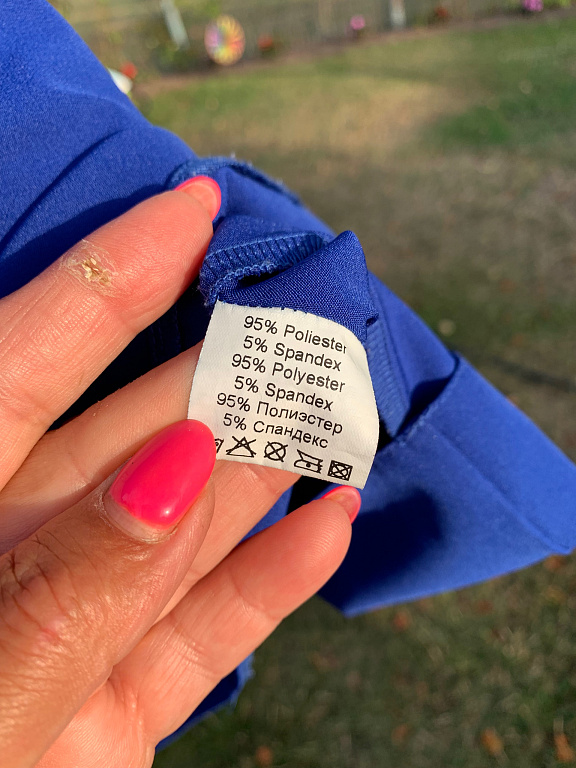 95% Poliester
5% Spandex
95% Polyester
5% Spandex
95% Полиэстер
5% Спандекс